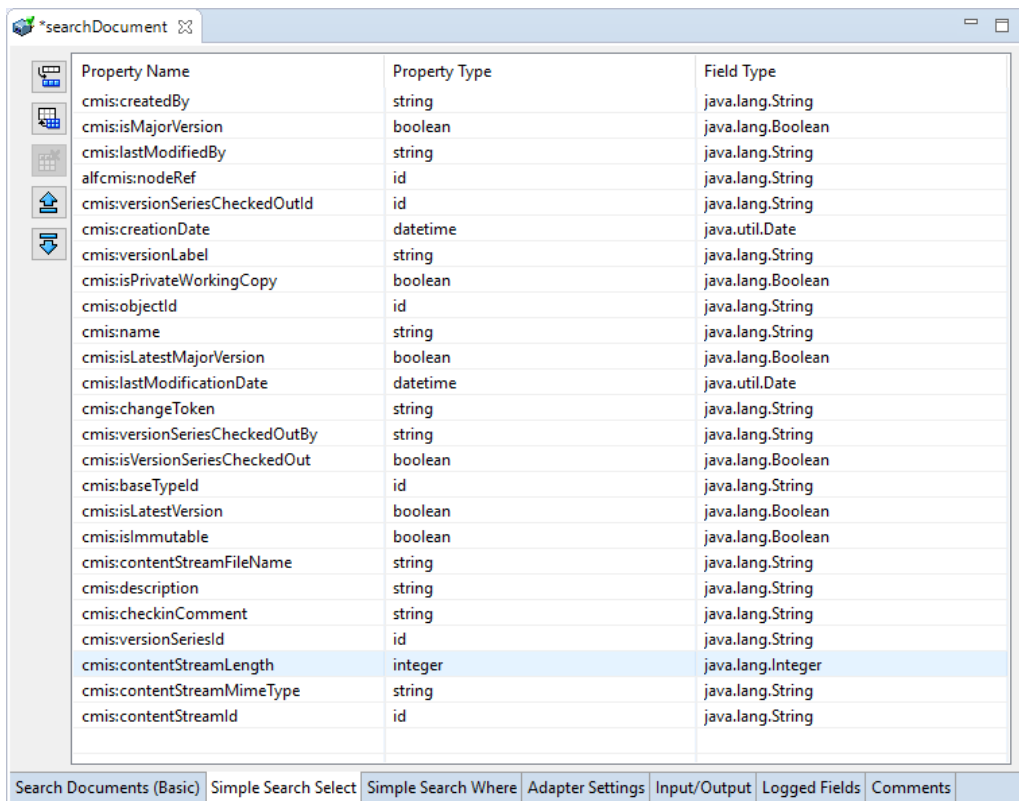 *searchDocument
Property Name Property Type Field Type
cmis:createdBy string java.lang.String
cmis:isMajorVersion boolean java.lang.Boolean
cmis:lastModifiedBy string java.lang.String
alfcmis:nodeRef id java.lang.String
cmis:versionSeriesCheckedOutId id java.lang.String
cmis:creationDate datetime java.util.Date
cmis:versionLabel string java.lang.String
cmis:isPrivateWorkingCopy boolean java.lang.Boolean
cmis:objectId id java.lang.String
cmis:name string java.lang.String
cmis:isLatestMajorVersion boolean java.lang.Boolean
cmis:lastModificationDate datetime java.util.Date
cmis:changeToken string java.lang.String
cmis:versionSeriesCheckedOutBy string java.lang.String
cmis:isVersionSeriesCheckedOut boolean java.lang.Boolean
cmis:baseTypeId id java.lang.String
cmis:isLatestVersion boolean java.lang.Boolean
cmis:isImmutable boolean java.lang.Boolean
cmis:contentStreamFileName string java.lang.String
cmis:description string java.lang.String
cmis:checkinComment string java.lang.String
cmis:versionSeriesId id java.lang.String
cmis:contentStreamLength integer java.lang.Integer
cmis:contentStreamMimeType string java.lang.String
cmis:contentStreamId id java.lang.String
Search Documents (Basic) Simple Search Select Simple Search Where Adapter Settings Input/Output Logged Fields Comments